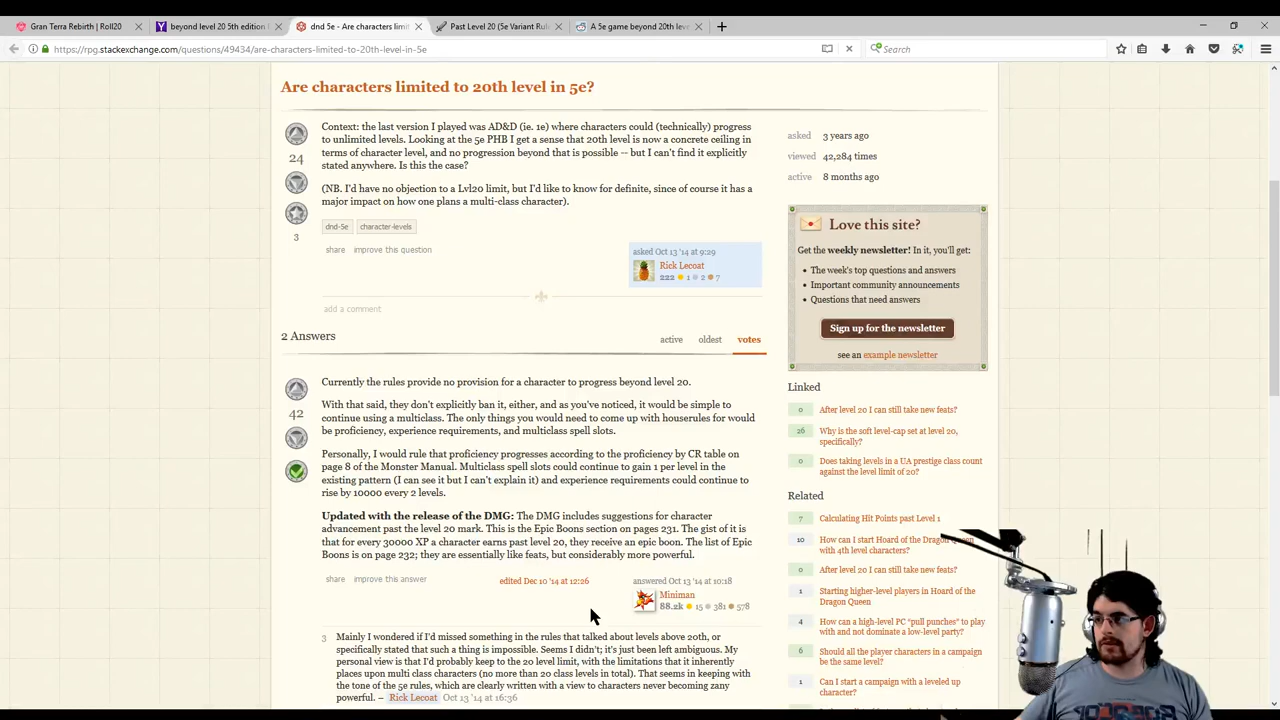 Gran Terra Rebirth | Roll20
beyond level 20 5th edition
dnd 5e - Are characters limi
Past Level 20 (5e Variant Ru
A 5e game beyond 20th leve
https://rpg.stackexchange.com/questions/49434/are-characters-limited-to-20th-level-in-5e
Search
Are characters limited to 20th level in 5e?
Context: the last version I played was AD&D (ie. 1e) where characters could (technically) progress
to unlimited levels. Looking at the 5e PHB I get a sense that 20th level is now a concrete ceiling in
terms of character level, and no progression beyond that is possible -- but I can't find it explicitly
stated anywhere. Is this the case?
24
(NB. I'd have no objection to a Lvl20 limit, but I'd like to know for definite, since of course it has a
major impact on how one plans a multi-class character).
3
dnd-5e character-levels
share improve this question
asked Oct 13 '14 at 9:29
Rick Lecoat
222 1 2 7
add a comment
asked 3 years ago
viewed 42,284 times
active 8 months ago
Love this site?
Get the weekly newsletter! In it, you'll get:
• The week's top questions and answers
• Important community announcements
• Questions that need answers
Sign up for the newsletter
see an example newsletter
2 Answers
active oldest votes
Currently the rules provide no provision for a character to progress beyond level 20.
42
With that said, they don't explicitly ban it, either, and as you've noticed, it would be simple to
continue using a multiclass. The only things you would need to come up with houserules for would
be proficiency, experience requirements, and multiclass spell slots.
Personally, I would rule that proficiency progresses according to the proficiency by CR table on
page 8 of the Monster Manual. Multiclass spell slots could continue to gain 1 per level in the
existing pattern (I can see it but I can't explain it) and experience requirements could continue to
rise by 10000 every 2 levels.
Updated with the release of the DMG: The DMG includes suggestions for character
advancement past the level 20 mark. This is the Epic Boons section on pages 231. The gist of it is
that for every 30000 XP a character earns past level 20, they receive an epic boon. The list of Epic
Boons is on page 232; they are essentially like feats, but considerably more powerful.
share improve this answer
edited Dec 10 '14 at 12:26
answered Oct 13 '14 at 10:18
Miniman
88.2k 15 381 578
3 Mainly I wondered if I'd missed something in the rules that talked about levels above 20th, or
specifically stated that such a thing is impossible. Seems I didn't; it's just been left ambiguous. My
personal view is that I'd probably keep to the 20 level limit, with the limitations that it inherently
places upon multi class characters (no more than 20 class levels in total). That seems in keeping with
the tone of the 5e rules, which are clearly written with a view to characters never becoming zany
powerful. – Rick Lecoat Oct 13 '14 at 16:36
Linked
0 After level 20 I can still take new feats?
26 Why is the soft level-cap set at level 20,
specifically?
0 Does taking levels in a UA prestige class count
against the level limit of 20?
Related
7 Calculating Hit Points past Level 1
10 How can I start Hoard of the Dragon Queen
with 4th level characters?
0 After level 20 I can still take new feats?
1 Starting higher-level players in Hoard of the
Dragon Queen
4 How can a high-level PC "pull punches" to play
with and not dominate a low-level party?
6 Should all the player characters in a campaign
be the same level?
1 Can I start a campaign with a leveled up
character?